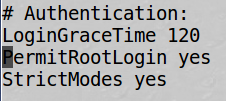 # Authentication:
LoginGraceTime 120
PermitRootLogin yes
StrictModes yes